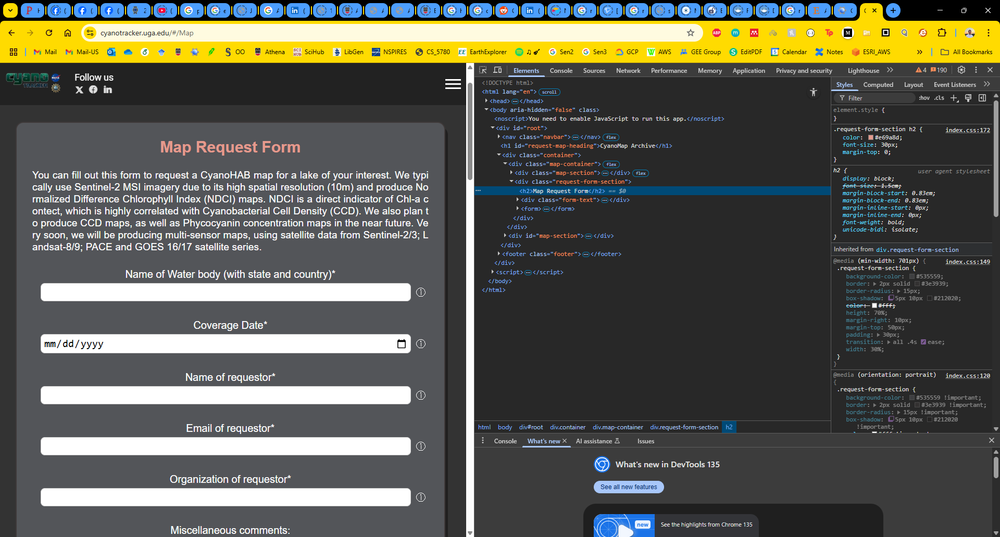 cyanotracker.uga.edu/#/Map
Mail
Mail-US
OO
Athena
SciHub
LibGen
NSPIRES
CS_5780
EarthExplorer
Sen2
Sen3
GCP
AWS
GEE Group
EditPDF
Calendar
Notes
ESRI_AWS
All Bookmarks
cyano
TRACKER
Follow us
Map Request Form
You can fill out this form to request a CyanoHAB map for a lake of your interest. We typi
cally use Sentinel-2 MSI imagery due to its high spatial resolution (10m) and produce No
rmalized Difference Chlorophyll Index (NDCI) maps. NDCI is a direct indicator of Chl-a c
ontect, which is highly correlated with Cyanobacterial Cell Density (CCD). We also plan t
o produce CCD maps, as well as Phycocyanin concentration maps in the near future. Ve
ry soon, we will be producing multi-sensor maps, using satellite data from Sentinel-2/3; L
andsat-8/9; PACE and GOES 16/17 satellite series.
Name of Water body (with state and country)*
Coverage Date*
mm/dd/yyyy
Name of requestor*
Email of requestor*
Organization of requestor*
Miscellaneous comments:
Elements Console Sources Network Performance Memory Application Privacy and security Lighthouse 4 190
<!DOCTYPE html>
<html lang="en"> scroll
<head> </head>
<body aria-hidden="false" class>
<noscript>You need to enable JavaScript to run this app.</noscript>
<div id="root">
<nav class="navbar"> </nav> flex
<h1 id="request-map-heading">CyanoMap Archive</h1>
<div class="container">
<div class="map-container"> flex
<div class="map-section"> </div> flex
<div class="request-form-section">
<h2>Map Request Form</h2> == $0
<div class="form-text"> </div>
<form> </form>
</div>
</div>
<div id="map-section"> </div>
</div>
<footer class="footer"> </footer>
</div>
<script> </script>
</body>
</html>
html body div#root div.container div.map-container div.request-form-section h2
Styles Computed Layout Event Listeners
Filter :hov .cls
element.style {
}
.request-form-section h2 { index.css:172
color: #e69a8d;
font-size: 30px;
margin-top: 0;
}
h2 { user agent stylesheet
display: block;
font-size: 1.5em;
margin-block-start: 0.83em;
margin-block-end: 0.83em;
margin-inline-start: 0px;
margin-inline-end: 0px;
font-weight: bold;
unicode-bidi: isolate;
}
Inherited from div.request-form-section
@media (min-width: 701px) { index.css:149
.request-form-section {
background-color: #535559;
border: 2px solid #3e3939;
border-radius: 15px;
box-shadow: 5px 10px #212020;
color: #fff;
height: 70%;
margin-right: 10px;
margin-top: 50px;
padding: 30px;
transition: all .4s ease;
width: 30%;
}
}
@media (orientation: portrait) index.css:120
{
.request-form-section {
background-color: #535559 !important;
border: 2px solid #3e3939 !important;
border-radius: 15px !important;
box-shadow: 5px 10px #212020
!important;
Console What's new AI assistance Issues
What's new in DevTools 135
See all new features
new
See the highlights from Chrome 135